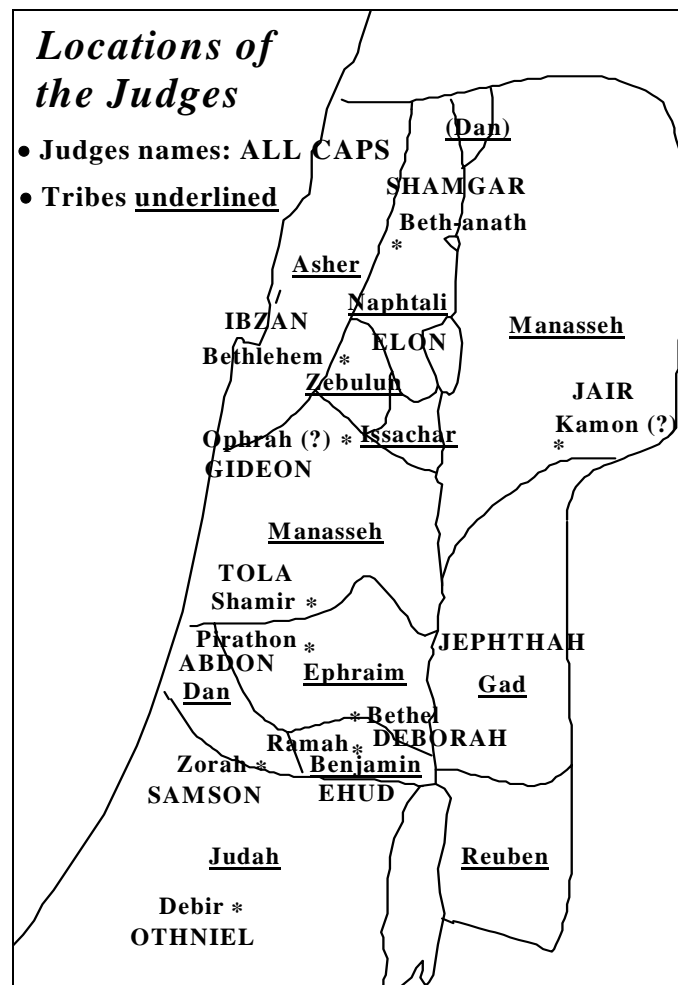 Locations of
the Judges
• Judges names: ALL CAPS
• Tribes underlined
(Dan)
SHAMGAR
Beth-anath
*
Asher
Naphtali
IBZAN
ELON
Manasseh
Bethlehem *
Zebulun
JAIR
Kamon (?)
*
Ophrah (?) * Issachar
GIDEON
Manasseh
TOLA
Shamir *
Pirathon *
JEPHTHAH
ABDON
Ephraim
Dan
Gad
* Bethel
Ramah *
DEBORAH
Zorah *
Benjamin
SAMSON
EHUD
Judah
Reuben
Debir *
OTHNIEL